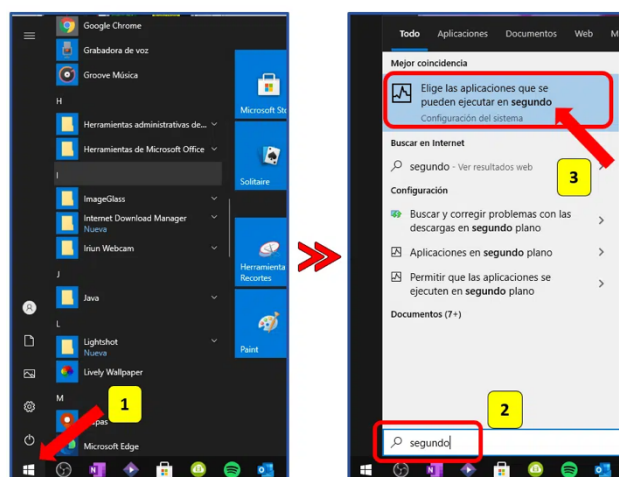 Google Chrome
Grabadora de voz
Groove Música
H
Herramientas administrativas de...
Herramientas de Microsoft Office
I
ImageGlass
Internet Download Manager
Nueva
Iriun Webcam
J
Java
L
Lightshot
Nueva
Lively Wallpaper
M
Microsoft Edge
1
Microsoft Sto
Solitaire
Herramienta
Recortes
Paint
Todo Aplicaciones Documentos Web M
Mejor coincidencia
Elige las aplicaciones que se
pueden ejecutar en segundo
Configuración del sistema
Buscar en Internet
segundo - Ver resultados web
3
Configuración
Buscar y corregir problemas con las
descargas en segundo plano
Aplicaciones en segundo plano
Permitir que las aplicaciones se
ejecuten en segundo plano
Documentos (7+)
2
segundo